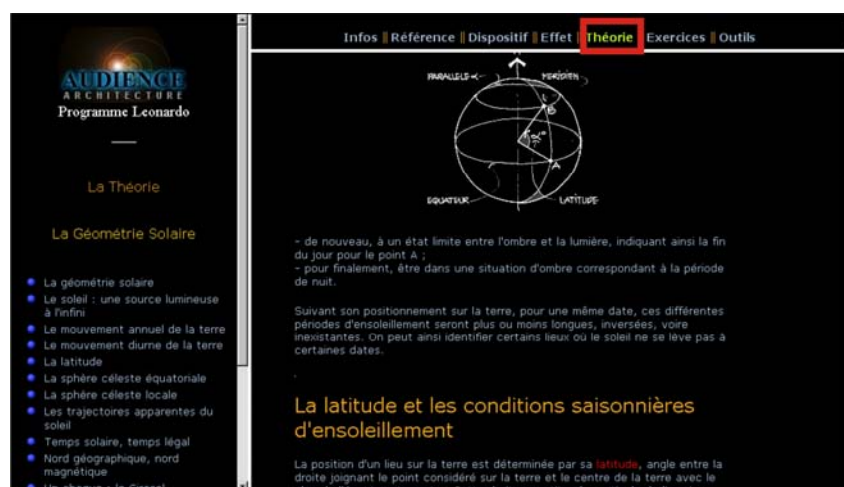 Infos Référence Dispositif Effet Théorie Exercices Outils
AUDIENCE
ARCHITECTURE
Programme Leonardo
La Théorie
La Géométrie Solaire
La géométrie solaire
Le soleil : une source lumineuse
à l'infini
Le mouvement annuel de la terre
Le mouvement diurne de la terre
La latitude
La sphère céleste équatoriale
La sphère céleste locale
Les trajectoires apparentes du
soleil
Temps solaire, temps légal
Nord géographique, nord
magnétique
PARALLELE
MERIDIEN
L
B
α°
A
EQUATEUR
LATITUDE
- de nouveau, à un état limite entre l'ombre et la lumière, indiquant ainsi la fin
du jour pour le point A ;
- pour finalement, être dans une situation d'ombre correspondant à la période
de nuit.
Suivant son positionnement sur la terre, pour une même date, ces différentes
périodes d'ensoleillement seront plus ou moins longues, inversées, voire
inexistantes. On peut ainsi identifier certains lieux où le soleil ne se lève pas à
certaines dates.
La latitude et les conditions saisonnières
d'ensoleillement
La position d'un lieu sur la terre est déterminée par sa latitude, angle entre la
droite joignant le point considéré sur la terre et le centre de la terre avec le